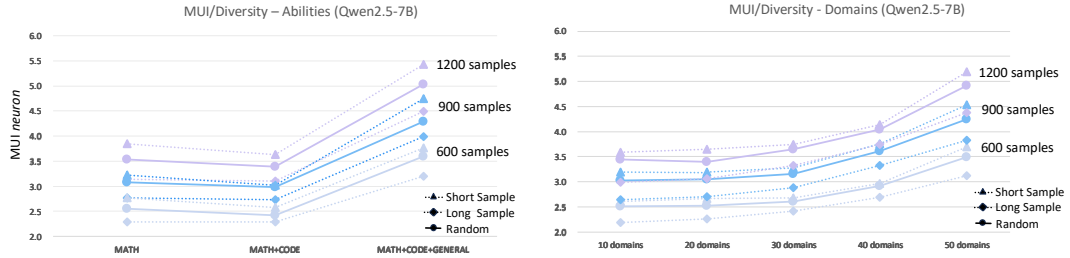 MUI/Diversity – Abilities (Qwen2.5-7B)
6.0
5.5
5.0
4.5
4.0
3.5
3.0
2.5
2.0
MUI neuron
1200 samples
900 samples
600 samples
Short Sample
Long Sample
Random
MATH
MATH+CODE
MATH+CODE+GENERAL
MUI/Diversity - Domains (Qwen2.5-7B)
6.0
5.5
5.0
4.5
4.0
3.5
3.0
2.5
2.0
1200 samples
900 samples
600 samples
Short Sample
Long Sample
Random
10 domains
20 domains
30 domains
40 domains
50 domains